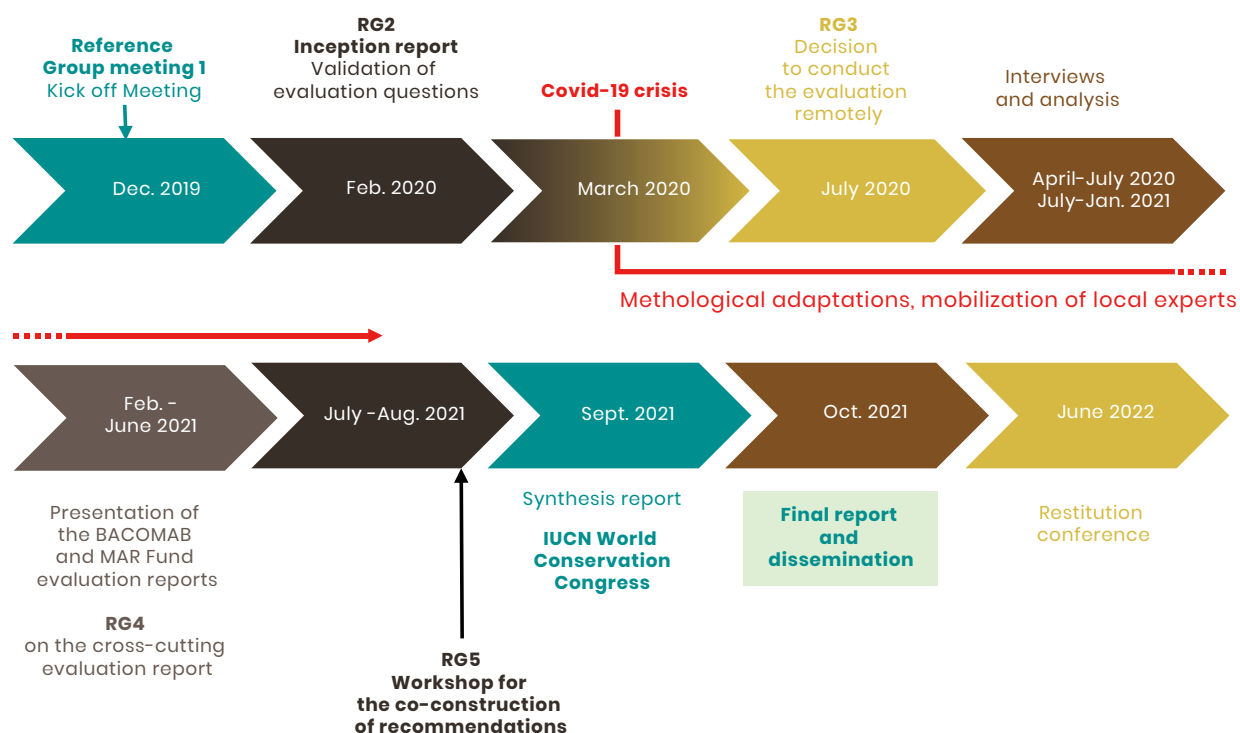 Reference
Group meeting 1
Kick off Meeting
RG2
Inception report
Validation of
evaluation questions
Covid-19 crisis
RG3
Decision
to conduct
the evaluation
remotely
Interviews
and analysis
Dec. 2019
Feb. 2020
March 2020
July 2020
April-July 2020
July-Jan. 2021
Methological adaptations, mobilization of local experts
Feb. -
June 2021
July -Aug. 2021
Sept. 2021
Oct. 2021
June 2022
Presentation of
the BACOMAB
and MAR Fund
evaluation reports
RG4
on the cross-cutting
evaluation report
RG5
Workshop for
the co-construction
of recommendations
Synthesis report
IUCN World
Conservation
Congress
Final report
and
dissemination
Restitution
conference